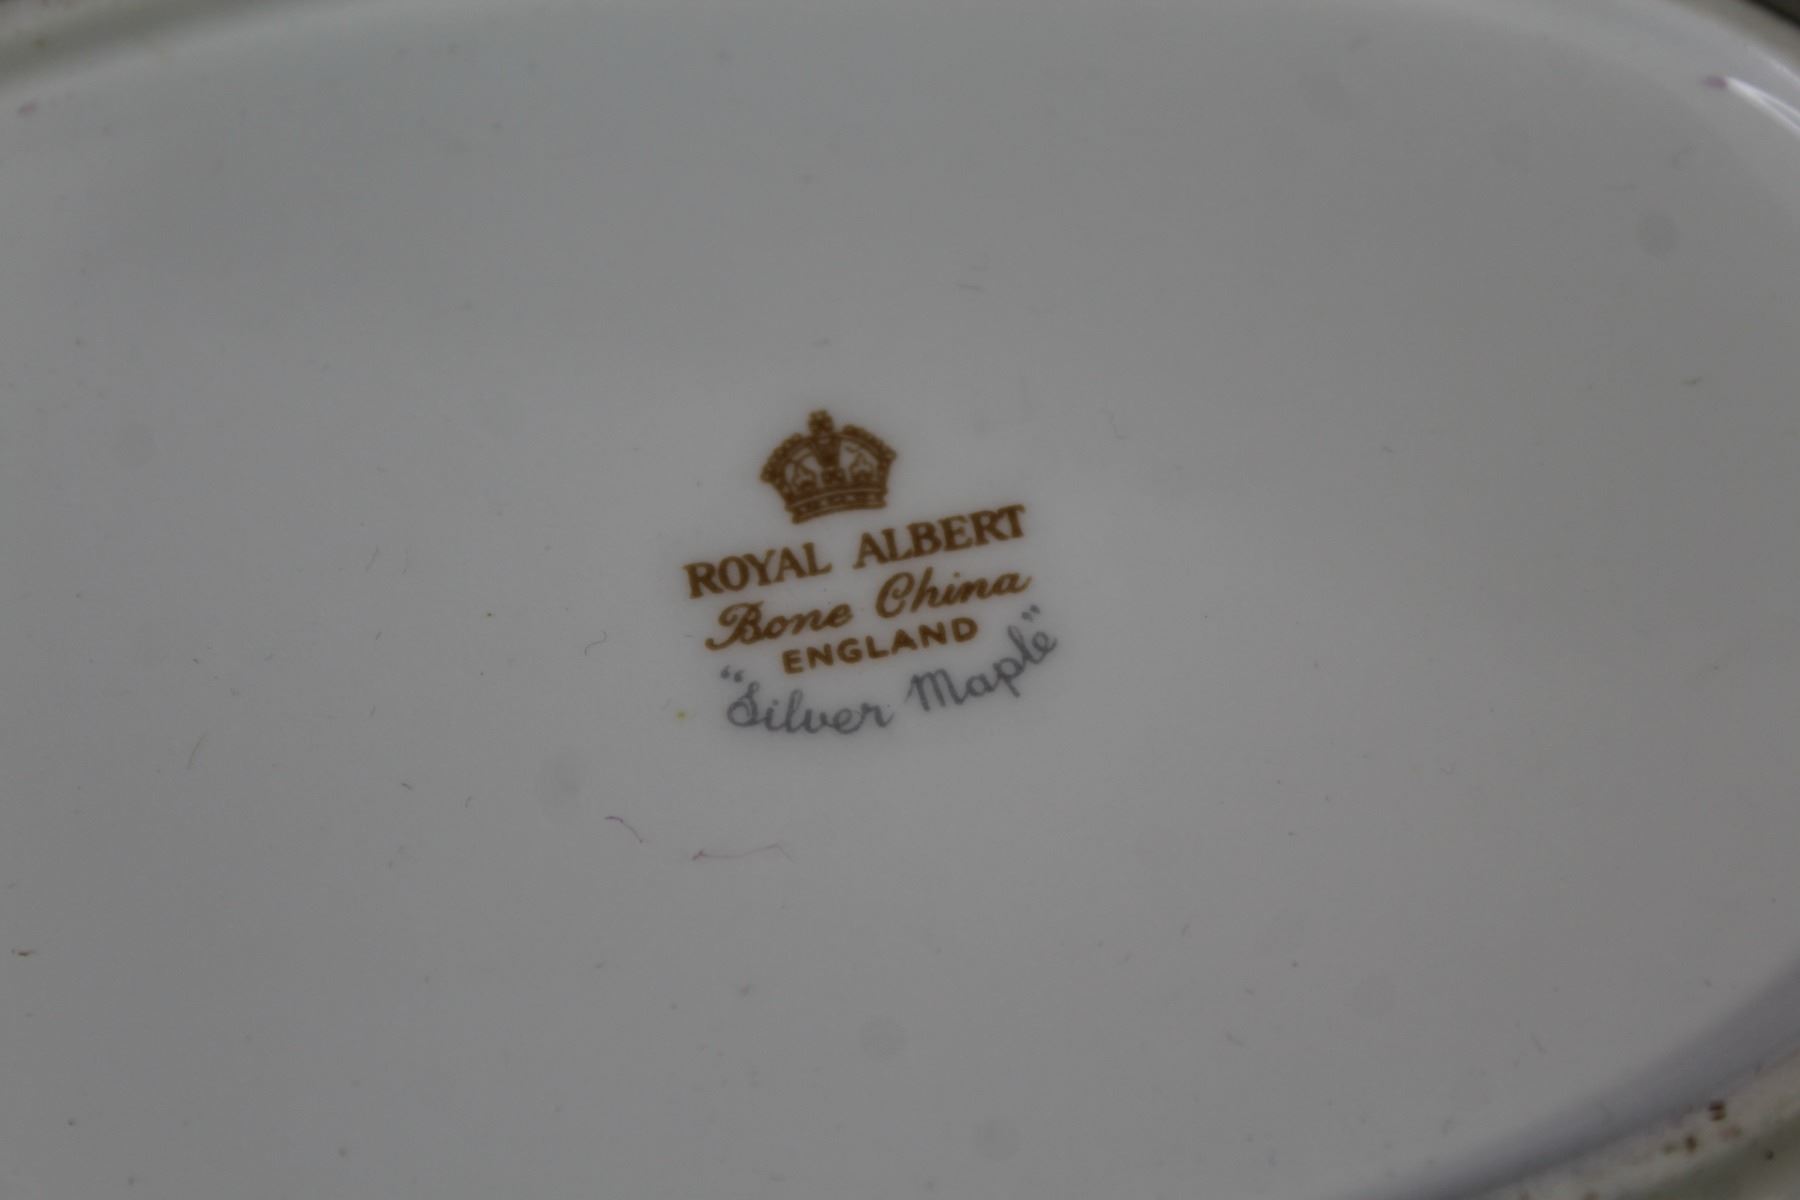 ROYAL ALBERT
Bone China
ENGLAND
"Silver Maple"